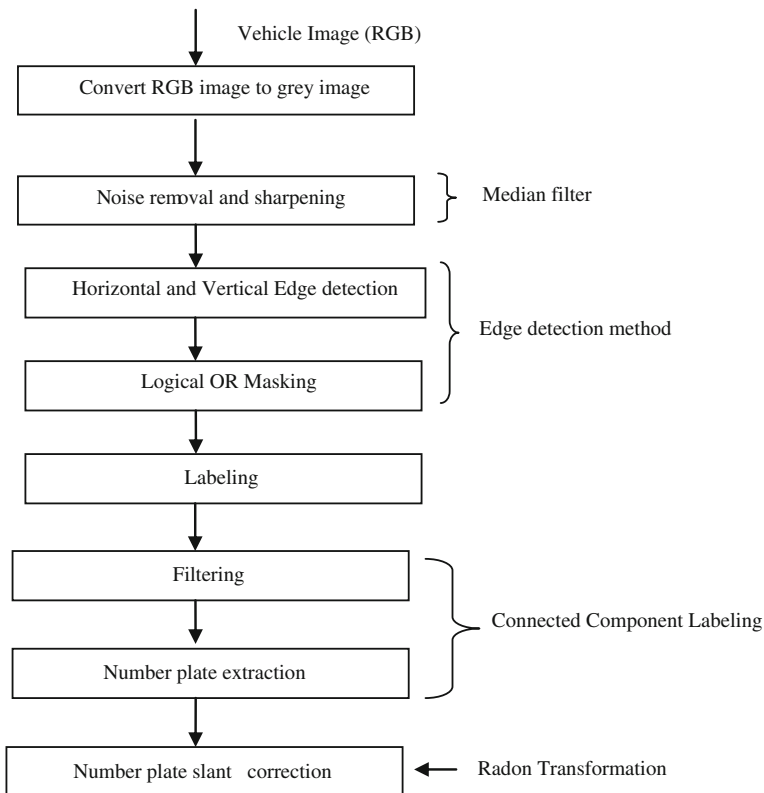 Vehicle Image (RGB)
Convert RGB image to grey image
Noise removal and sharpening
Median filter
Horizontal and Vertical Edge detection
Edge detection method
Logical OR Masking
Labeling
Filtering
Connected Component Labeling
Number plate extraction
Number plate slant correction
Radon Transformation